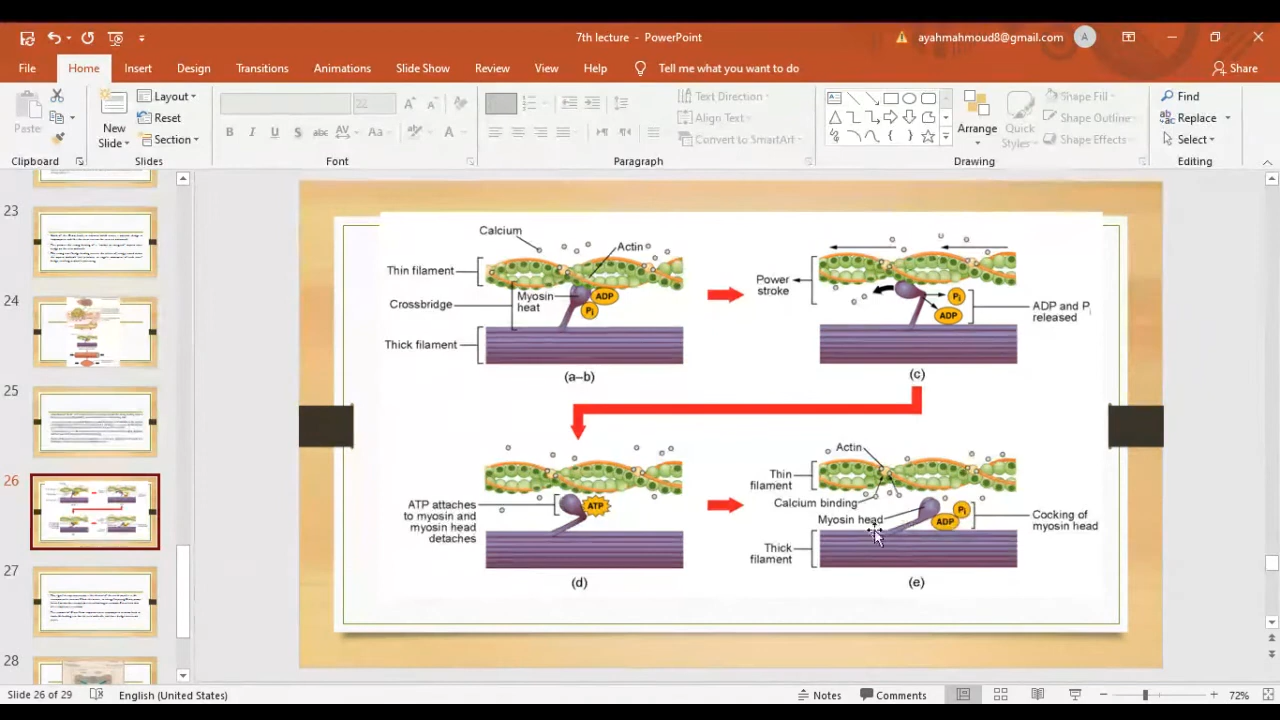 7th lecture - PowerPoint
ayahmahmoud8@gmail.com
A
File
Home
Insert
Design
Transitions
Animations
Slide Show
Review
View
Help
Tell me what you want to do
Share
Paste
New
Slide
Layout
Reset
Section
22
B I U S abc AV Aa
A
Text Direction
Align Text
Convert to SmartArt
Arrange
Quick
Styles
Shape Fill
Shape Outline
Shape Effects
Find
Replace
Select
Clipboard
Slides
Font
Paragraph
Drawing
Editing
23
24
25
26
27
28
Calcium
Actin
Thin filament
Crossbridge
Myosin
heat
ADP
Pi
Thick filament
(a–b)
Power
stroke
Pi
ADP
ADP and Pi
released
(c)
ATP attaches
to myosin and
myosin head
detaches
ATP
(d)
Actin
Thin
filament
Calcium binding
Myosin head
Pi
ADP
Cocking of
myosin head
Thick
filament
(e)
Slide 26 of 29
English (United States)
Notes
Comments
72%